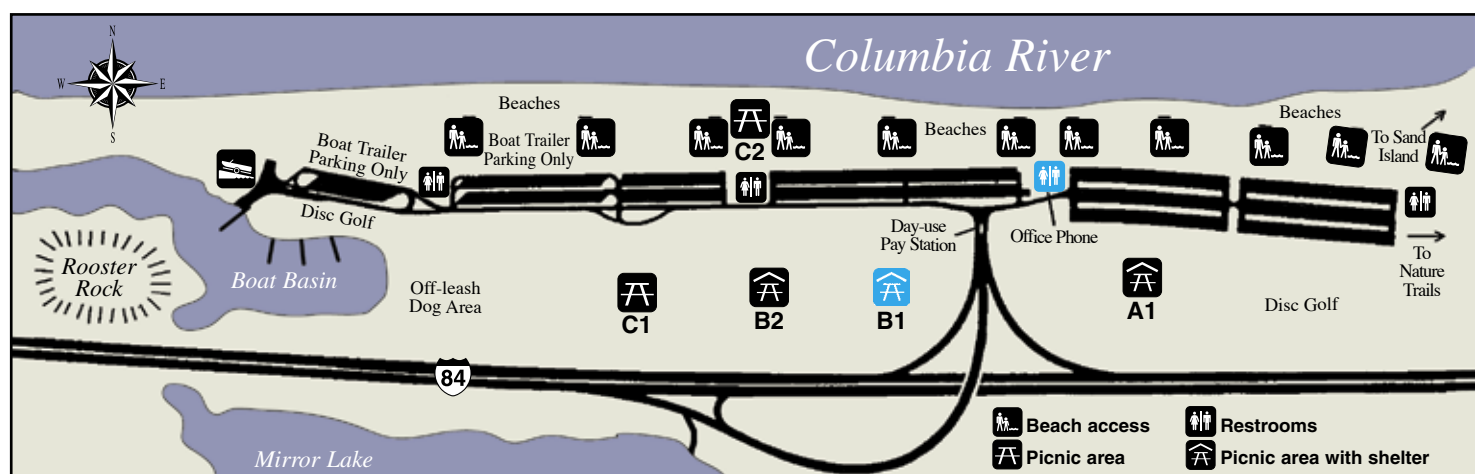 Columbia River
N
W
E
S
Beaches
Beaches
Beaches
Boat Trailer
Parking Only
Boat Trailer
Parking Only
C2
To Sand
Island
Disc Golf
Day-use
Pay Station
Office Phone
To
Nature
Trails
Rooster
Rock
Boat Basin
Off-leash
Dog Area
C1
B2
B1
A1
Disc Golf
84
Mirror Lake
Beach access
Restrooms
Picnic area
Picnic area with shelter